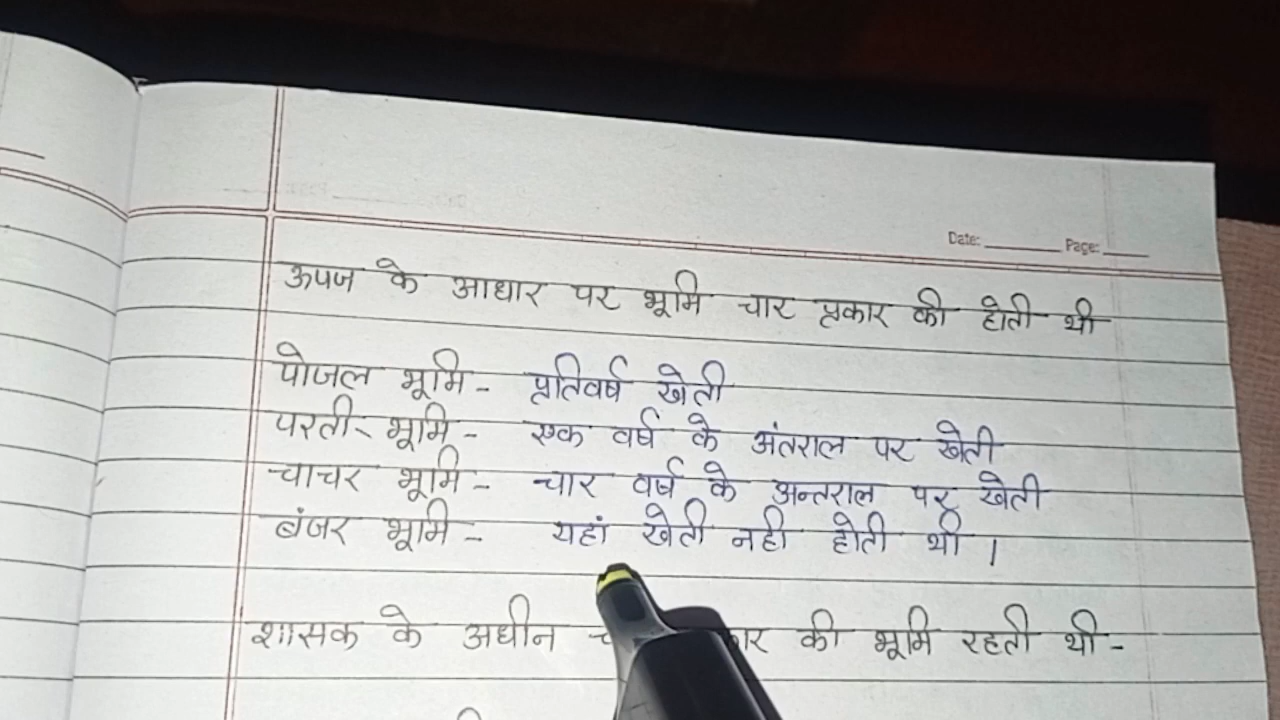 Date: Page:
ऊपज के आधार पर भूमि चार प्रकार की होती थी
पोजल भूमि - प्रतिवर्ष खेती
परती भूमि - एक वर्ष के अंतराल पर खेती
चाचर भूमि - चार वर्ष के अन्तराल पर खेती
बंजर भूमि - यहां खेती नही होती थी ।
शासक के अधीन की भूमि रहती थी -